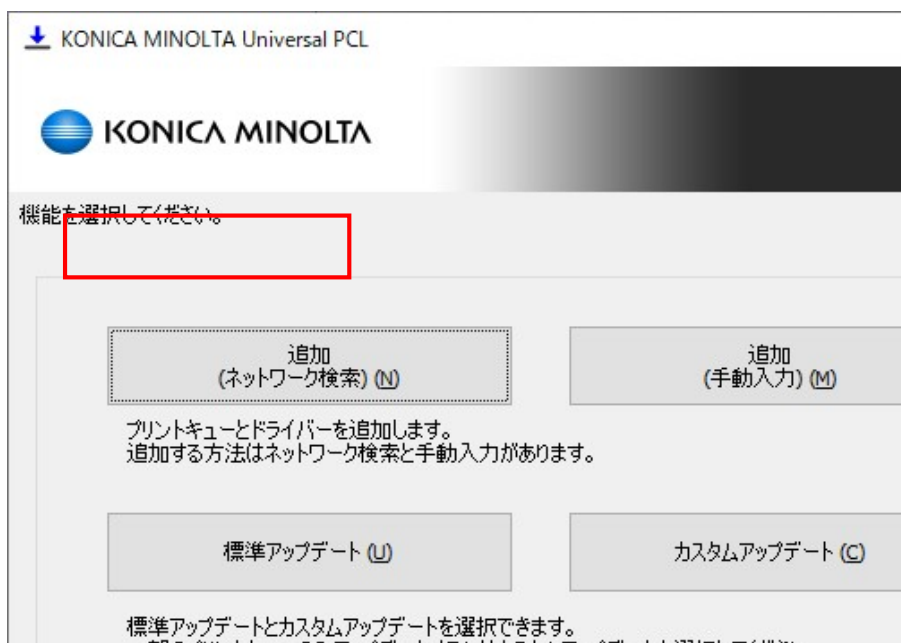 KONICA MINOLTA Universal PCL
KONICA MINOLTA
機能を選択してください。
追加
(ネットワーク検索) (N)
追加
(手動入力) (M)
プリントキューとドライバーを追加します。
追加する方法はネットワーク検索と手動入力があります。
標準アップデート (U)
カスタムアップデート (C)
標準アップデートとカスタムアップデートを選択できます。